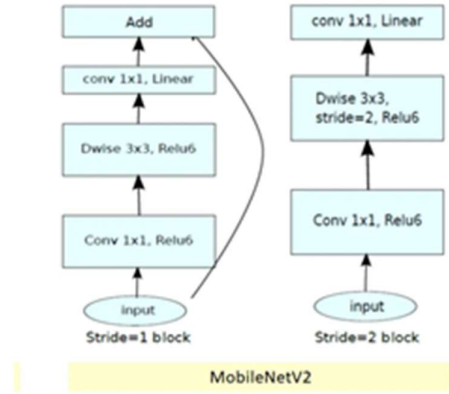 Add
conv 1x1, Linear
Dwise 3x3, Relu6
Conv 1x1, Relu6
input
Stride=1 block
conv 1x1, Linear
Dwise 3x3,
stride=2, Relu6
Conv 1x1, Relu6
input
Stride=2 block
MobileNetV2